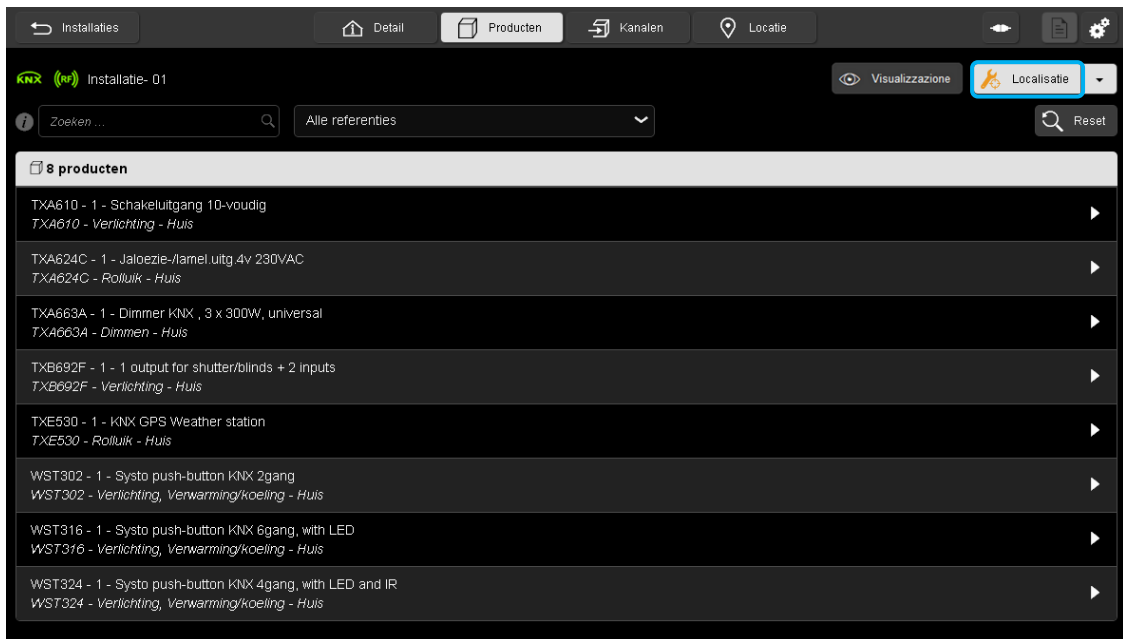 Installaties
Detail
Producten
Kanalen
Locatie
KNX ((RF)) Installatie- 01
Visualizzazione
Localisatie
i
Zoeken ...
Alle referenties
Reset
8 producten
TXA610 - 1 - Schakeluitgang 10-voudig
TXA610 - Verlichting - Huis
TXA624C - 1 - Jaloezie-/lamel.uitg.4v 230VAC
TXA624C - Rolluik - Huis
TXA663A - 1 - Dimmer KNX , 3 x 300W, universal
TXA663A - Dimmen - Huis
TXB692F - 1 - 1 output for shutter/blinds + 2 inputs
TXB692F - Verlichting - Huis
TXE530 - 1 - KNX GPS Weather station
TXE530 - Rolluik - Huis
WST302 - 1 - Systo push-button KNX 2gang
WST302 - Verlichting, Verwarming/koeling - Huis
WST316 - 1 - Systo push-button KNX 6gang, with LED
WST316 - Verlichting, Verwarming/koeling - Huis
WST324 - 1 - Systo push-button KNX 4gang, with LED and IR
WST324 - Verlichting, Verwarming/koeling - Huis